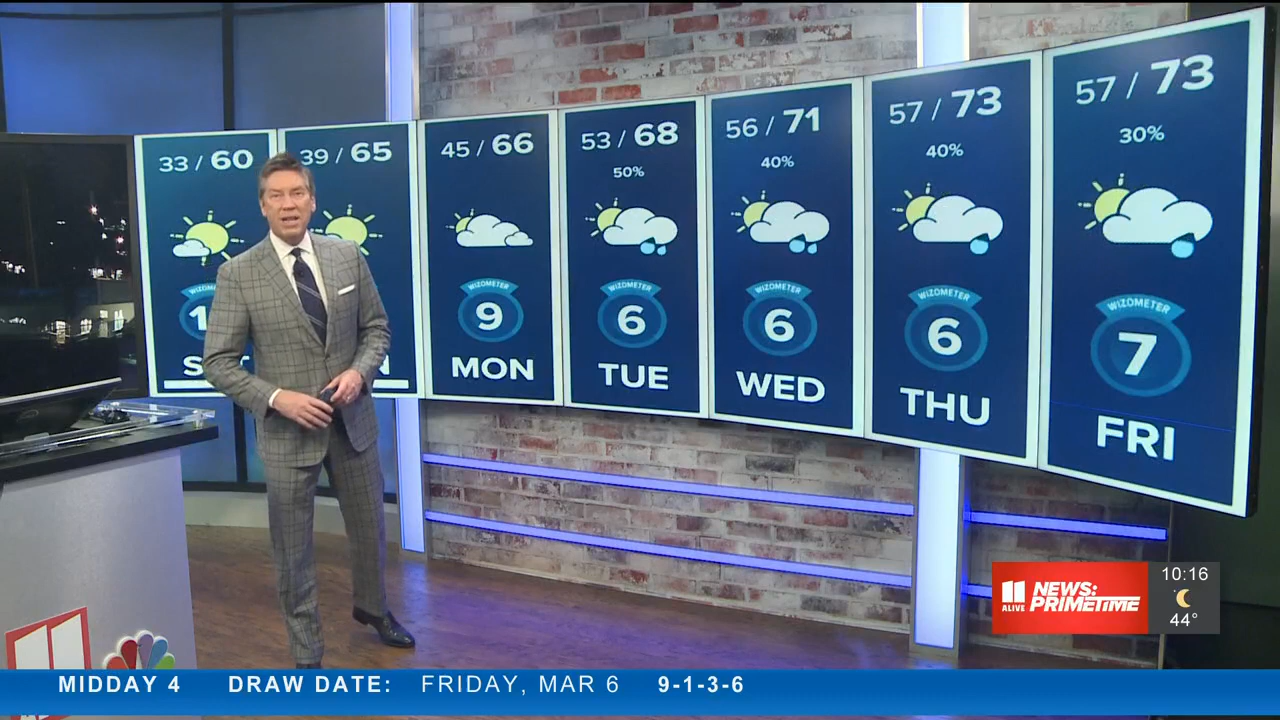 33 / 60
39 / 65
45 / 66
53 / 68
50%
56 / 71
40%
57 / 73
40%
57 / 73
30%
WIZOMETER
9
WIZOMETER
6
WIZOMETER
6
WIZOMETER
6
WIZOMETER
7
MON
TUE
WED
THU
FRI
11 ALIVE NEWS: PRIMETIME
10:16
44°
MIDDAY 4 DRAW DATE: FRIDAY, MAR 6 9-1-3-6